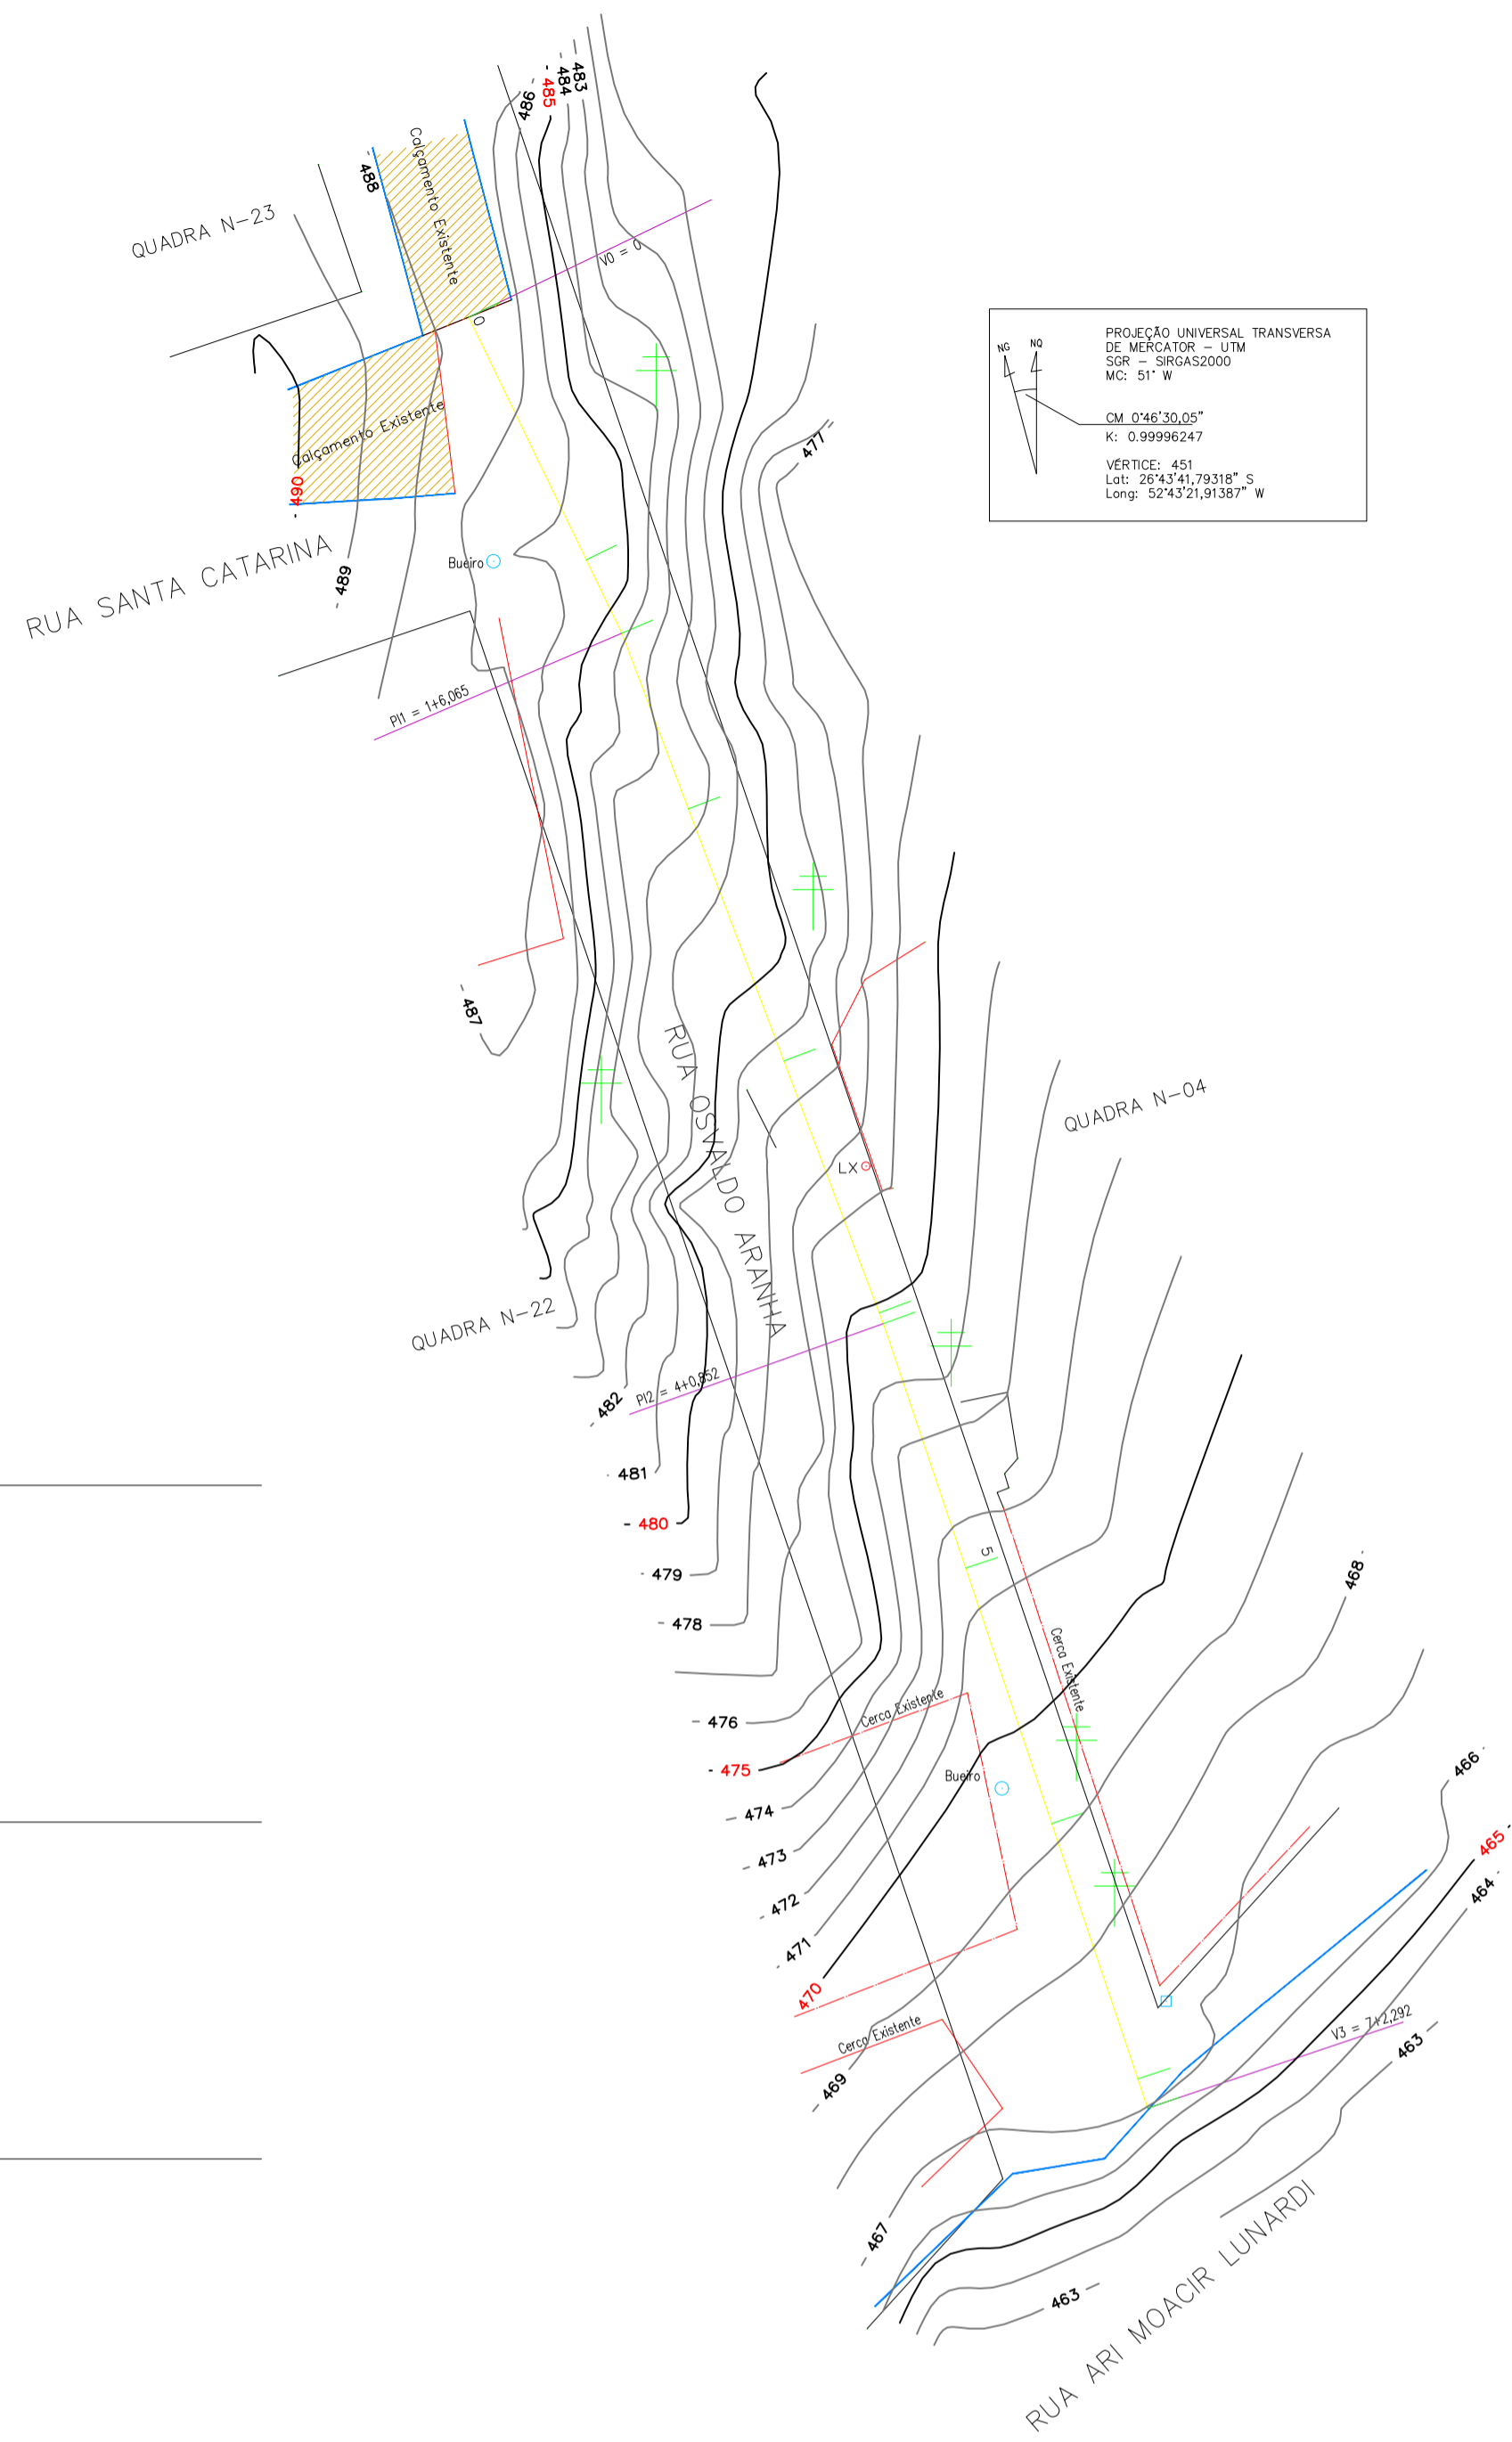 - 483
- 484
- 485
486 -
- 488
Calçamento Existente
QUADRA N-23
V0 = 0
0
PROJEÇÃO UNIVERSAL TRANSVERSA
DE MERCATOR - UTM
SGR - SIRGAS2000
MC: 51° W
NG
NQ
CM 0°46'30,05"
K: 0.99996247
VÉRTICE: 451
Lat: 26°43'41,79318" S
Long: 52°43'21,91387" W
Calçamento Existente
477 -
- 490
RUA SANTA CATARINA
- 489
Bueiro
PI1 = 1+6,065
- 487
RUA OSVALDO ARANHA
QUADRA N-04
LX
QUADRA N-22
PI2 = 4+0,852
- 482
- 481
- 480
5
468 -
- 479
- 478
Cerca Existente
- 476
Cerca Existente
- 475
466 -
Bueiro
- 474
465 -
- 473
464 -
- 472
- 471
470
V3 = 7+2,292
Cerca Existente
463 -
- 469
- 467
463 -
RUA ARI MOACIR LUNARDI